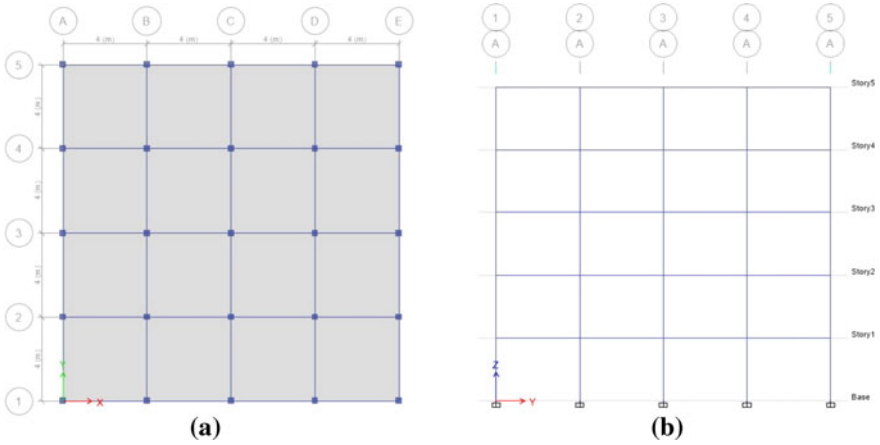 A B C D E
4 (m) 4 (m) 4 (m) 4 (m)
5
4 (m)
4
4 (m)
3
4 (m)
2
4 (m)
1
Y
X
(a)
1 2 3 4 5
A A A A A
Story5
Story4
Story3
Story2
Story1
Z
Y
Base
(b)